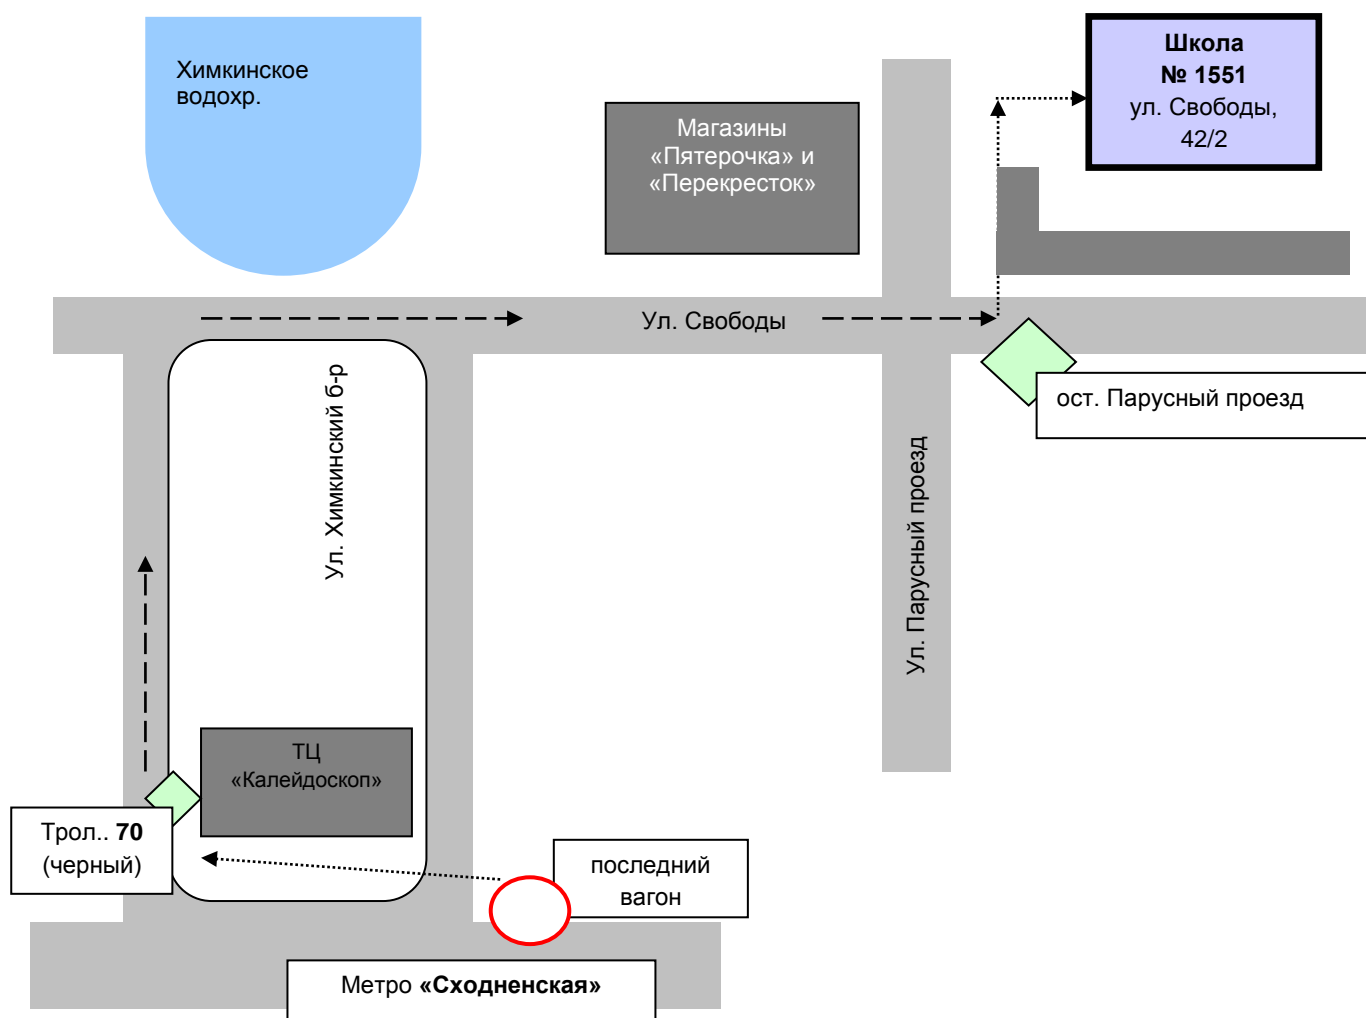 Химкинское
водохр.
Школа
№ 1551
ул. Свободы,
42/2
Магазины
«Пятерочка» и
«Перекресток»
Ул. Свободы
ост. Парусный проезд
Ул. Химкинский б-р
Ул. Парусный проезд
ТЦ
«Калейдоскоп»
Трол.. 70
(черный)
последний
вагон
Метро «Сходненская»